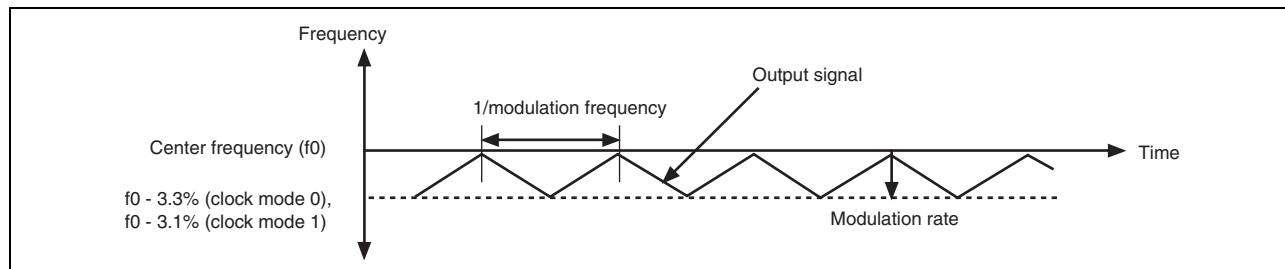 Frequency
Output signal
1/modulation frequency
Center frequency (f0)
Time
f0 - 3.3% (clock mode 0),
f0 - 3.1% (clock mode 1)
Modulation rate